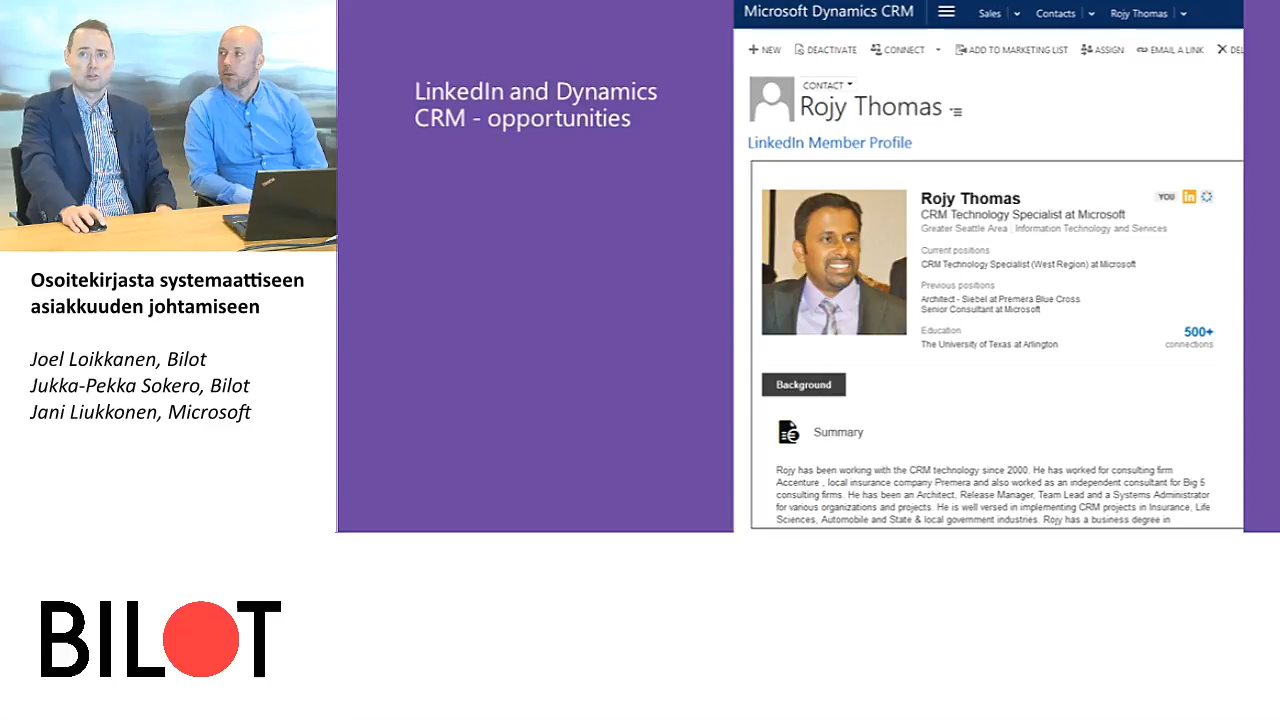 Osoitekirjasta systemaattiseen
asiakkuuden johtamiseen
Joel Loikkanen, Bilot
Jukka-Pekka Sokero, Bilot
Jani Liukkonen, Microsoft
BILOT
LinkedIn and Dynamics
CRM - opportunities
Microsoft Dynamics CRM
Sales
Contacts
Rojy Thomas
NEW
DEACTIVATE
CONNECT
ADD TO MARKETING LIST
ASSIGN
EMAIL A LINK
CONTACT
Rojy Thomas
LinkedIn Member Profile
Rojy Thomas
YOU in
CRM Technology Specialist at Microsoft
Greater Seattle Area | Information Technology and Services
Current positions
CRM Technology Specialist (West Region) at Microsoft
Previous positions
Architect - Siebel at Premera Blue Cross
Senior Consultant at Microsoft
Education
The University of Texas at Arlington
500+
connections
Background
Summary
Rojy has been working with the CRM technology since 2000. He has worked for consulting firm
Accenture , local insurance company Premera and also worked as an independent consultant for Big 5
consulting firms. He has been an Architect, Release Manager, Team Lead and a Systems Administrator
for various organizations and projects. He is well versed in implementing CRM projects in Insurance, Life
Sciences, Automobile and State & local government industries. Rojy has a business degree in